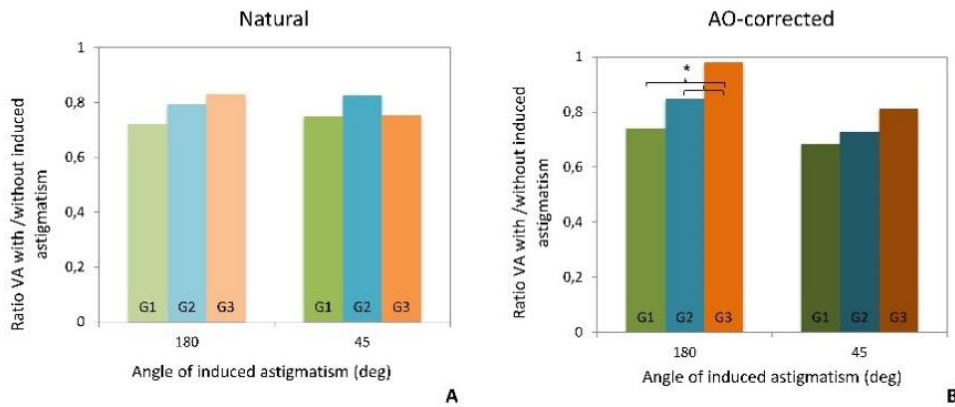 Natural
Ratio VA with /without induced
astigmatism
1
0,8
0,6
0,4
0,2
0
G1 G2 G3 G1 G2 G3
180 45
Angle of induced astigmatism (deg)
A
AO-corrected
Ratio VA with /without induced
astigmatism
1
0,8
0,6
0,4
0,2
0
*
G1 G2 G3 G1 G2 G3
180 45
Angle of induced astigmatism (deg)
B